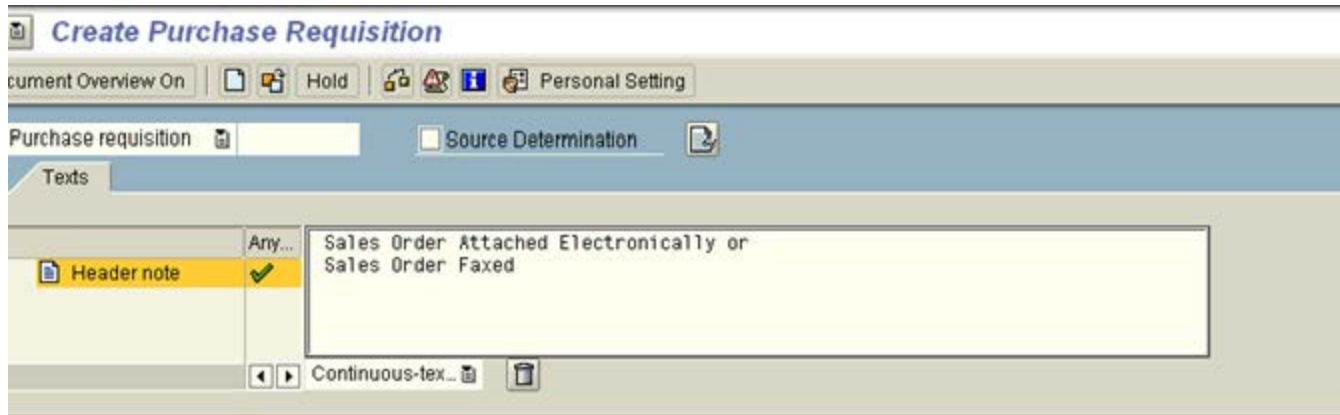 Create Purchase Requisition
cument Overview On Hold Personal Setting
Purchase requisition Source Determination
Texts
Any...
Sales Order Attached Electronically or
Header note
Sales Order Faxed
Continuous-tex...